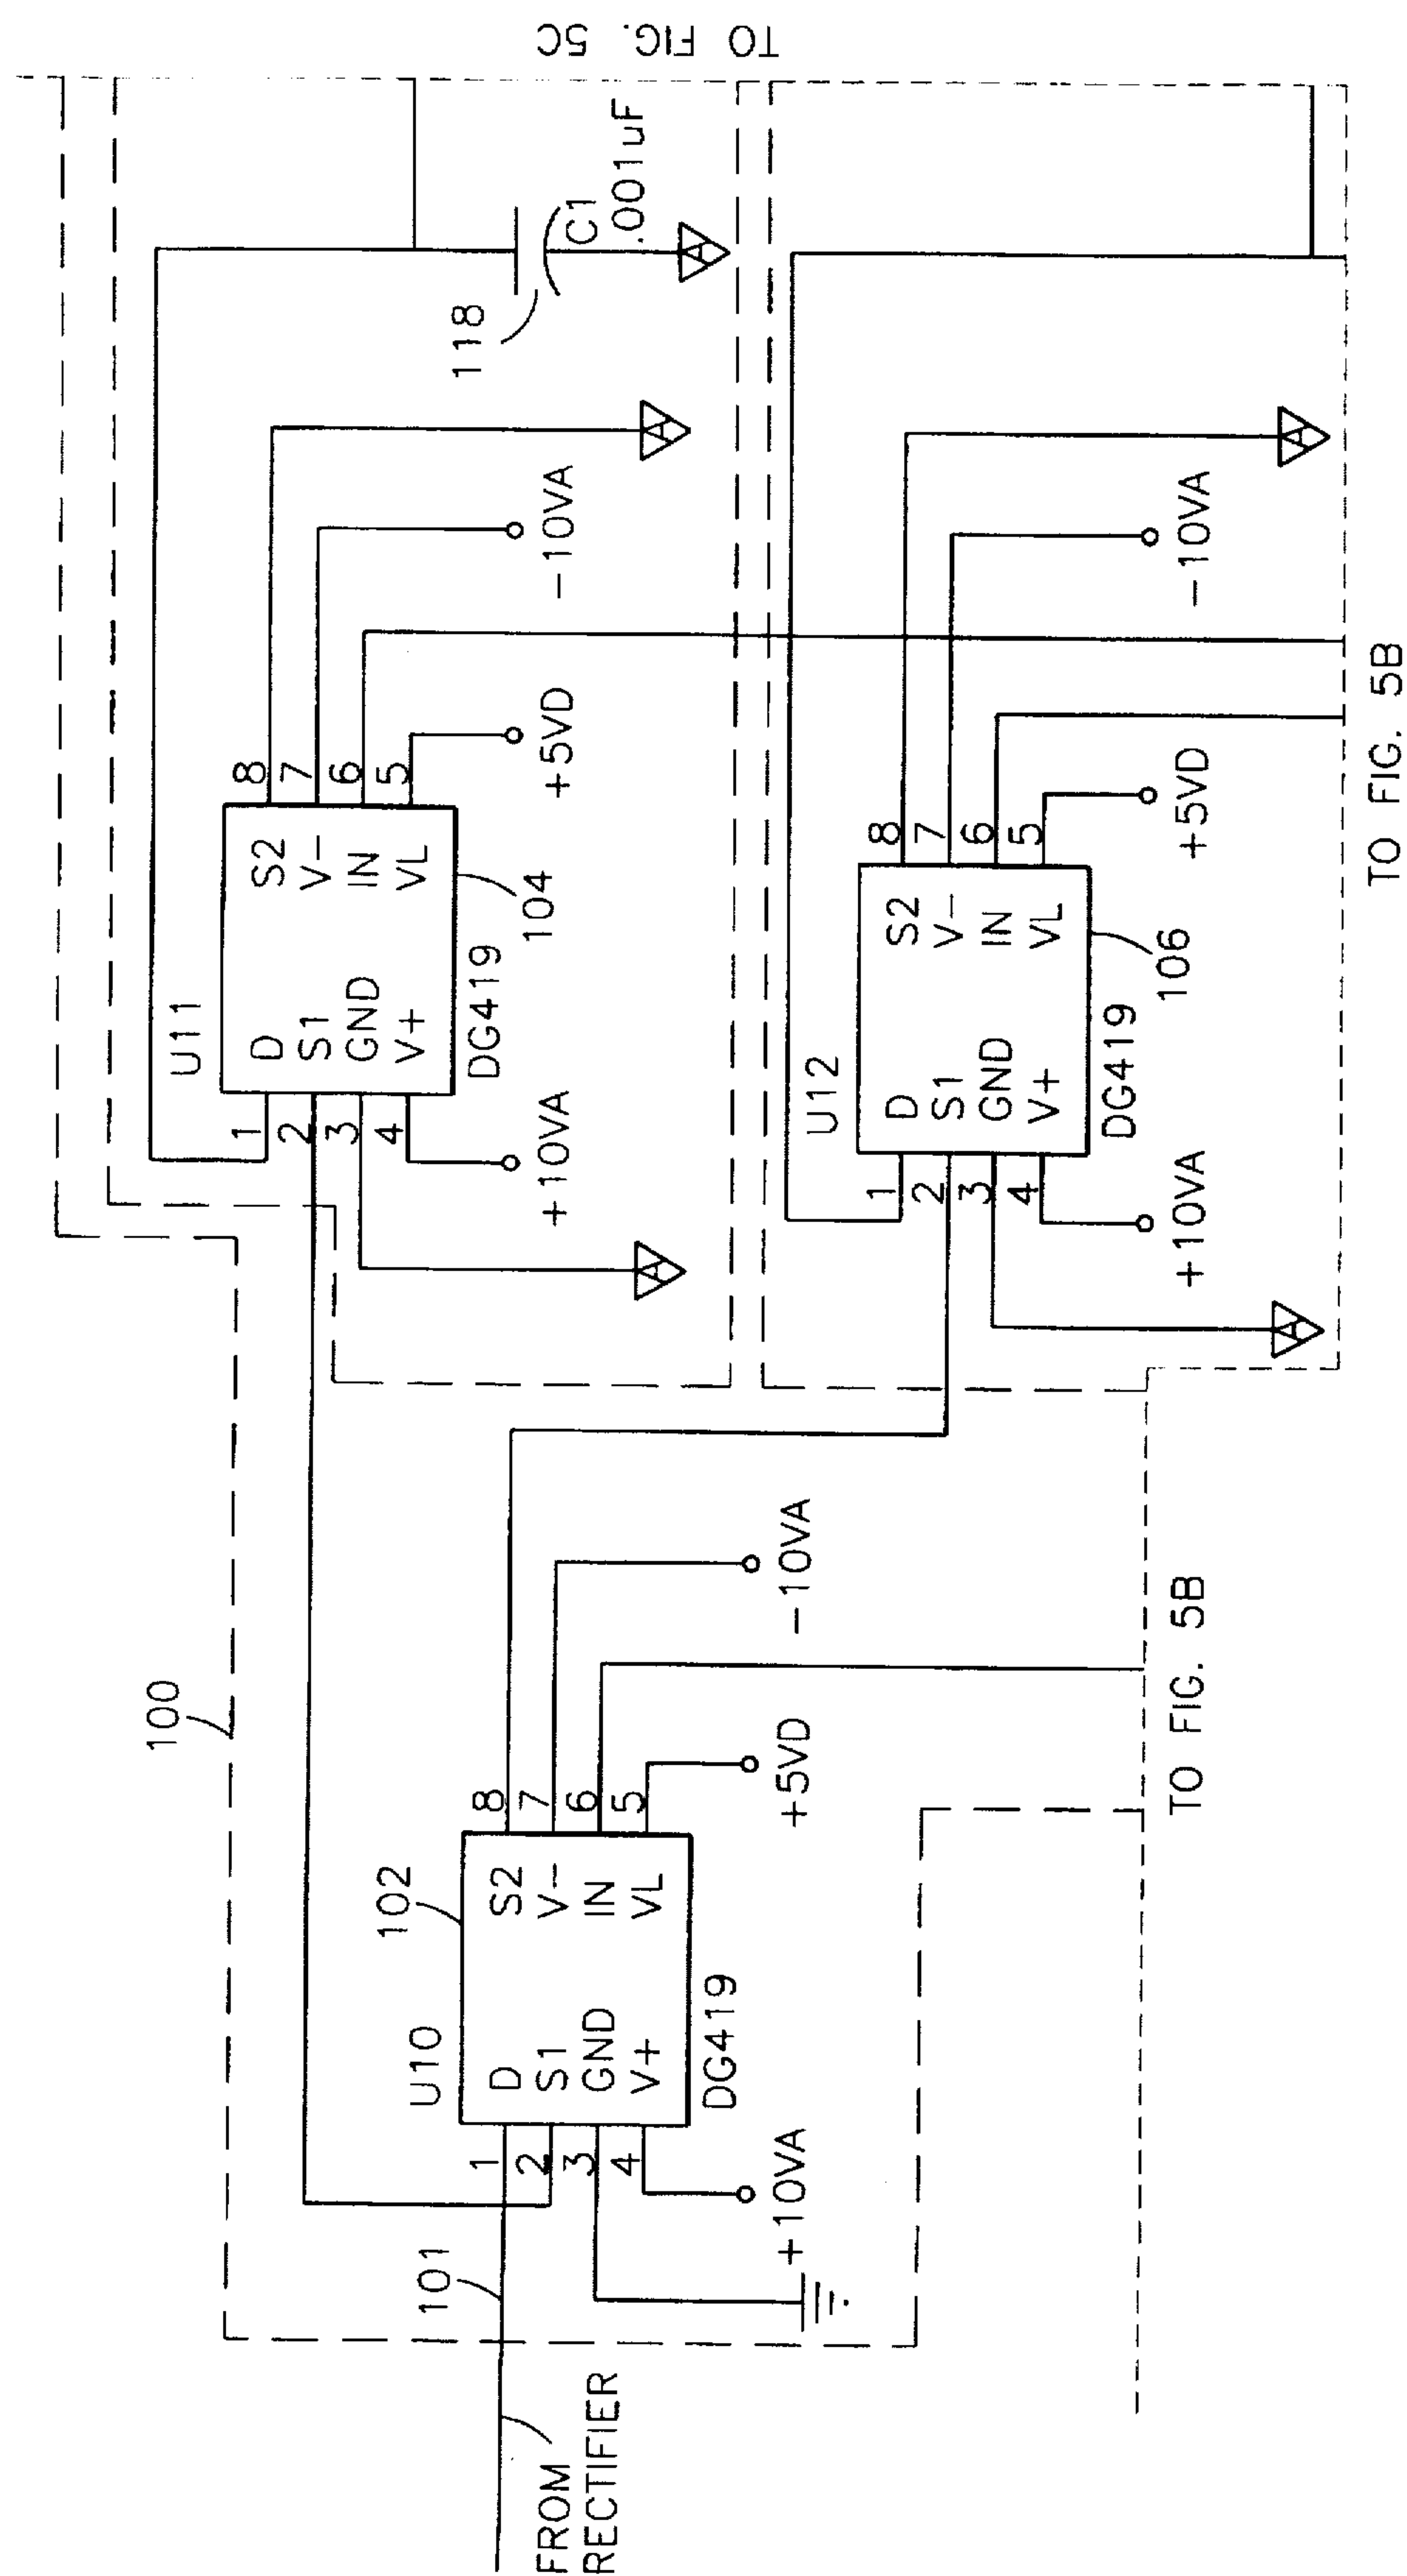 TO FIG. 5C
U11
D
S1
GND
V+
S2
V-
IN
VL
1
2
3
4
8
7
6
5
DG419
104
+10VA
A
+5VD
-10VA
A
118
C1
.001uF
A
U12
D
S1
GND
V+
S2
V-
IN
VL
1
2
3
4
8
7
6
5
DG419
106
+10VA
A
+5VD
-10VA
A
TO FIG. 5B
100
102
U10
D
S1
GND
V+
S2
V-
IN
VL
1
2
3
4
8
7
6
5
DG419
101
+10VA
+5VD
-10VA
FROM
RECTIFIER
TO FIG. 5B